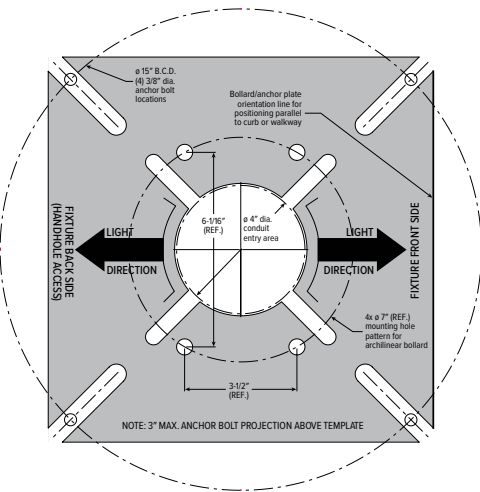 ø 15" B.C.D.
(4) 3/8" dia.
anchor bolt
locations
Bollard/anchor plate
orientation line for
positioning parallel
to curb or walkway
6-1/16"
(REF.)
ø 4" dia.
conduit
entry area
FIXTURE BACK SIDE
(HANDHOLE ACCESS)
LIGHT
DIRECTION
LIGHT
DIRECTION
FIXTURE FRONT SIDE
4x ø 7" (REF.)
mounting hole
pattern for
archilinear bollard
3-1/2"
(REF.)
NOTE: 3" MAX. ANCHOR BOLT PROJECTION ABOVE TEMPLATE